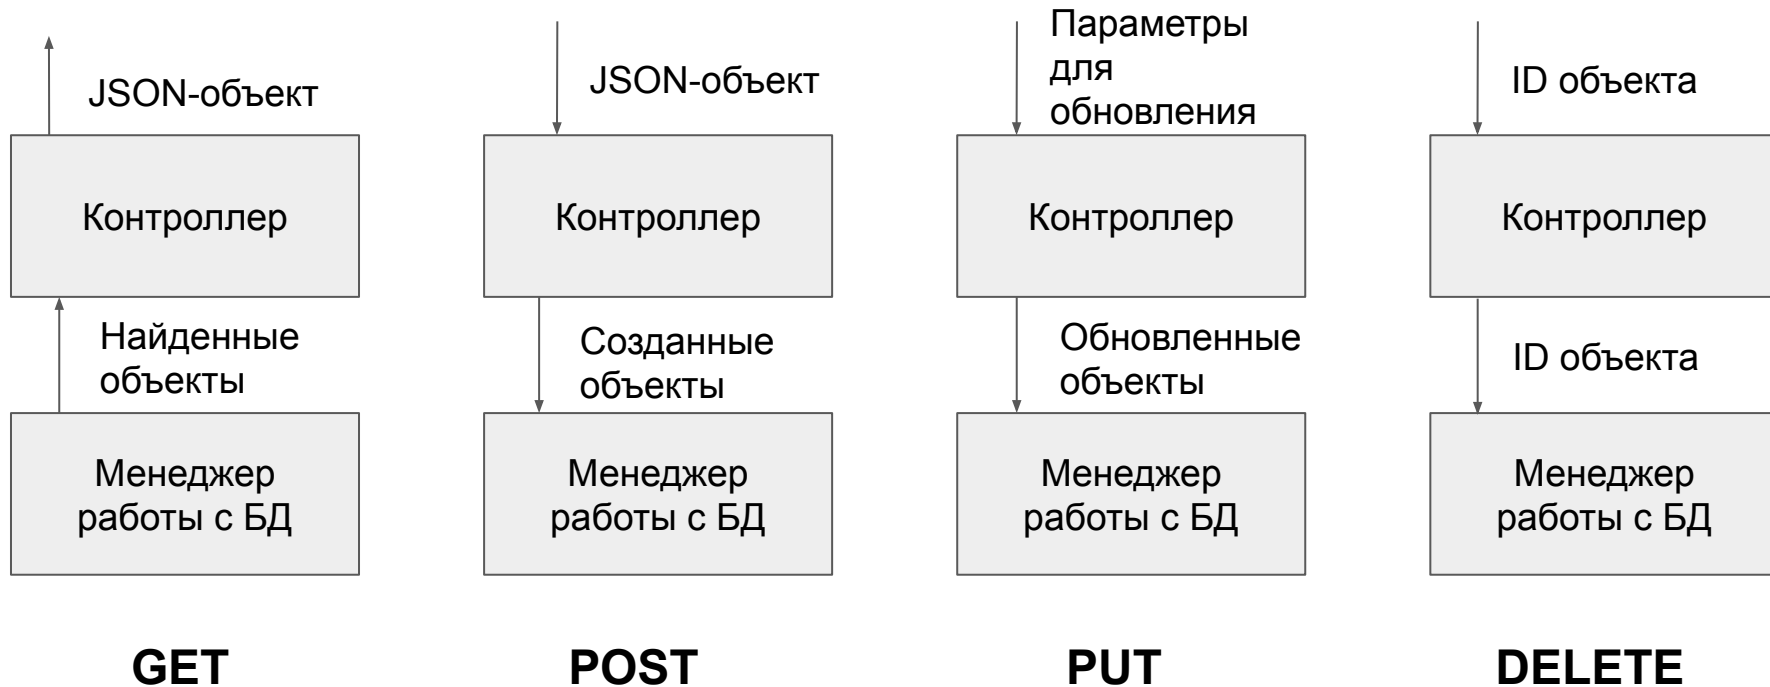 JSON-объект
Контроллер
Найденные
объекты
Менеджер
работы с БД
GET
JSON-объект
Контроллер
Созданные
объекты
Менеджер
работы с БД
POST
Параметры
для
обновления
Контроллер
Обновленные
объекты
Менеджер
работы с БД
PUT
ID объекта
Контроллер
ID объекта
Менеджер
работы с БД
DELETE